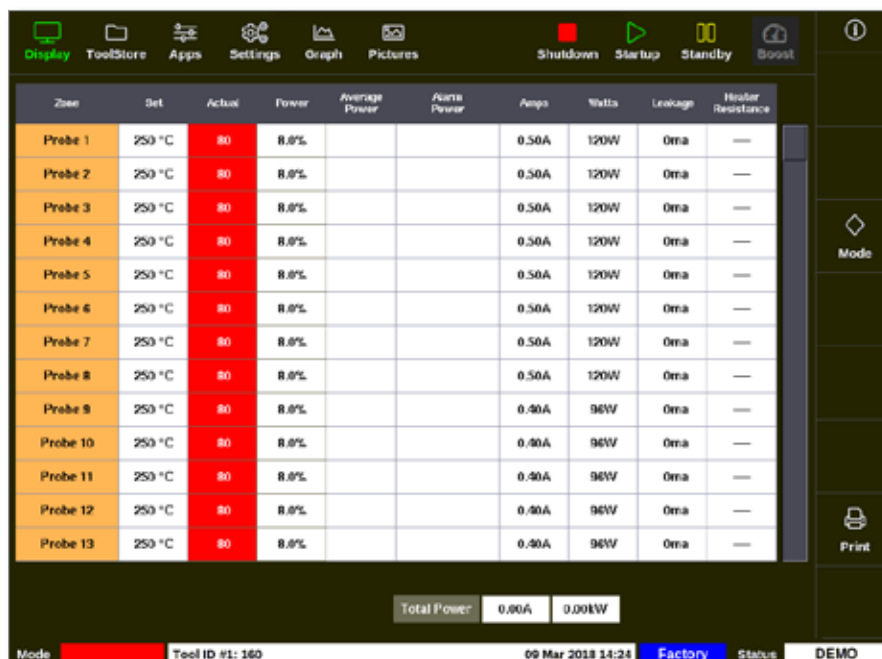 Display ToolStore Apps Settings Graph Pictures Shutdown Startup Standby Boost
Zone Set Actual Power Average Power Alarm Power Amps Watts Leakage Heater Resistance
Probe 1 250 °C 80 8.0% 0.50A 120W 0ma —
Probe 2 250 °C 80 8.0% 0.50A 120W 0ma —
Probe 3 250 °C 80 8.0% 0.50A 120W 0ma —
Probe 4 250 °C 80 8.0% 0.50A 120W 0ma —
Mode
Probe 5 250 °C 80 8.0% 0.50A 120W 0ma —
Probe 6 250 °C 80 8.0% 0.50A 120W 0ma —
Probe 7 250 °C 80 8.0% 0.50A 120W 0ma —
Probe 8 250 °C 80 8.0% 0.50A 120W 0ma —
Probe 9 250 °C 80 8.0% 0.40A 96W 0ma —
Probe 10 250 °C 80 8.0% 0.40A 96W 0ma —
Probe 11 250 °C 80 8.0% 0.40A 96W 0ma —
Probe 12 250 °C 80 8.0% 0.40A 96W 0ma —
Probe 13 250 °C 80 8.0% 0.40A 96W 0ma —
Print
Total Power 0.00A 0.00kW
Mode Tool ID #1: 160 09 Mar 2018 14:24 Factory Status DEMO